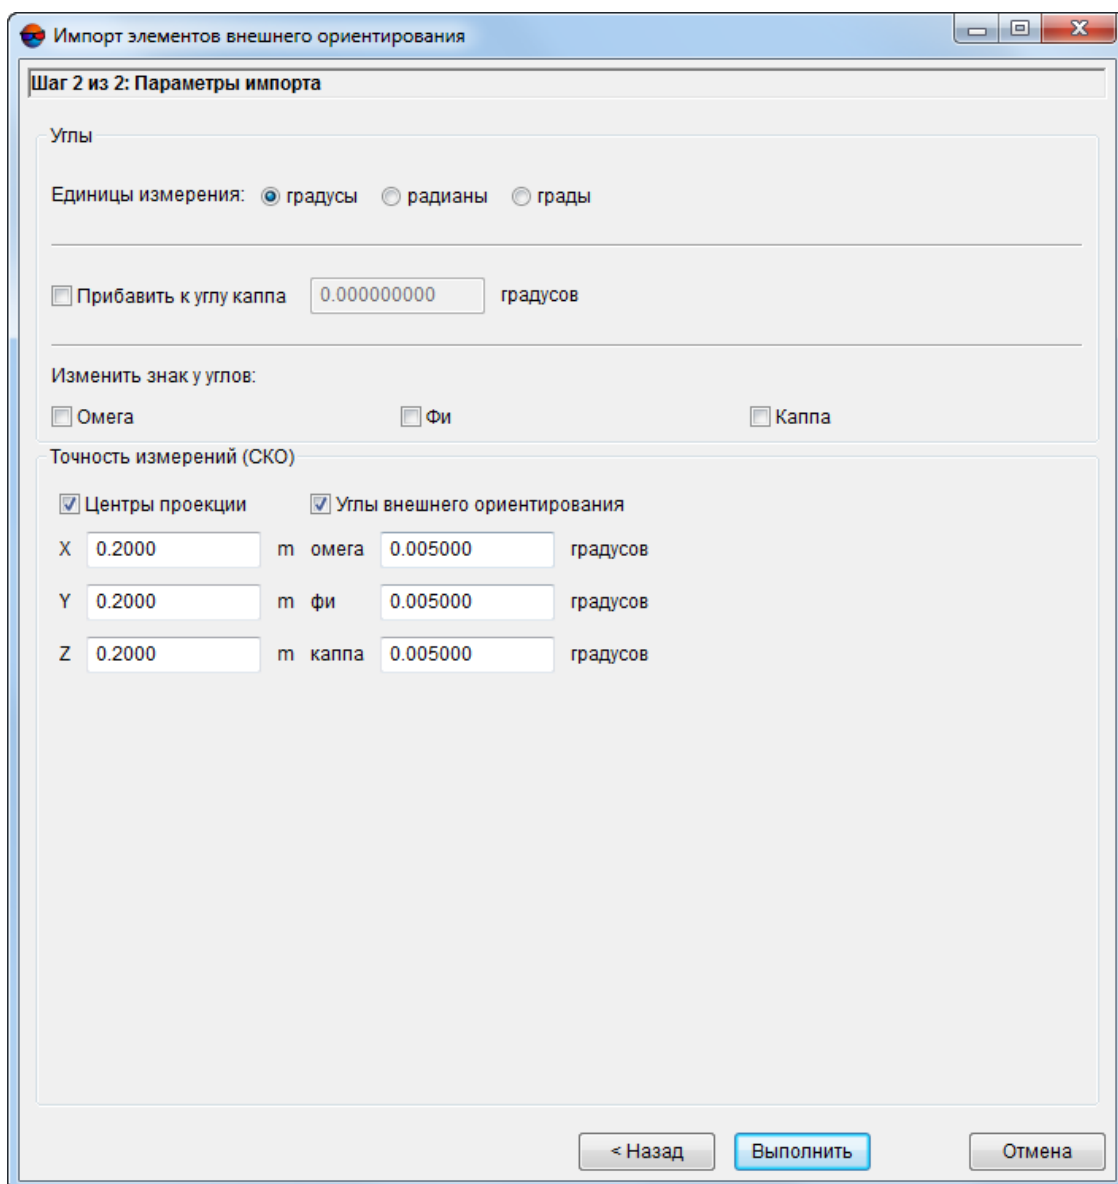 Импорт элементов внешнего ориентирования
Шаг 2 из 2: Параметры импорта
Углы
Единицы измерения: градусы радианы грады
Прибавить к углу каппа 0.000000000 градусов
Изменить знак у углов:
Омега Фи Каппа
Точность измерений (СКО)
Центры проекции Углы внешнего ориентирования
X 0.2000 m омега 0.005000 градусов
Y 0.2000 m фи 0.005000 градусов
Z 0.2000 m каппа 0.005000 градусов
< Назад Выполнить Отмена